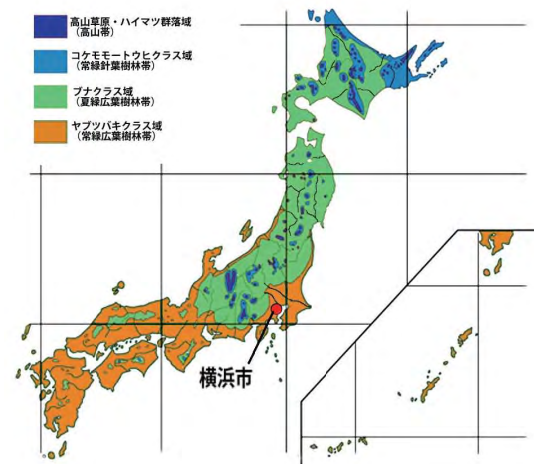 高山草原・ハイマツ群落域
（高山帯）
コケモモートウヒクラス域
（常緑針葉樹林帯）
ブナクラス域
（夏緑広葉樹林帯）
ヤブツバキクラス域
（常緑広葉樹林帯）
横浜市